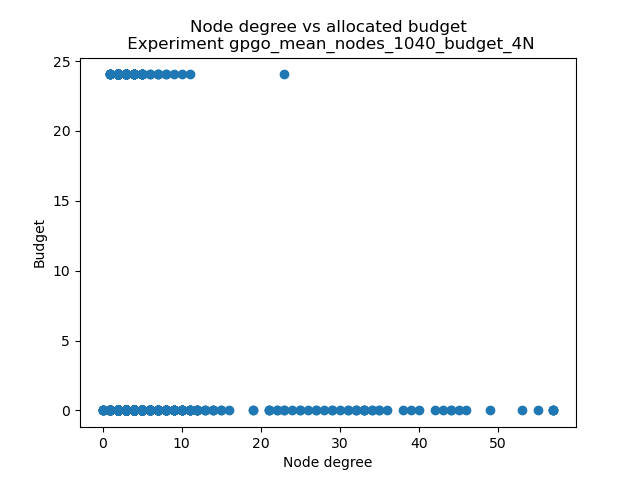 Node degree vs allocated budget
Experiment gpgo_mean_nodes_1040_budget_4N
25
20
15
10
5
0
Budget
0 10 20 30 40 50
Node degree